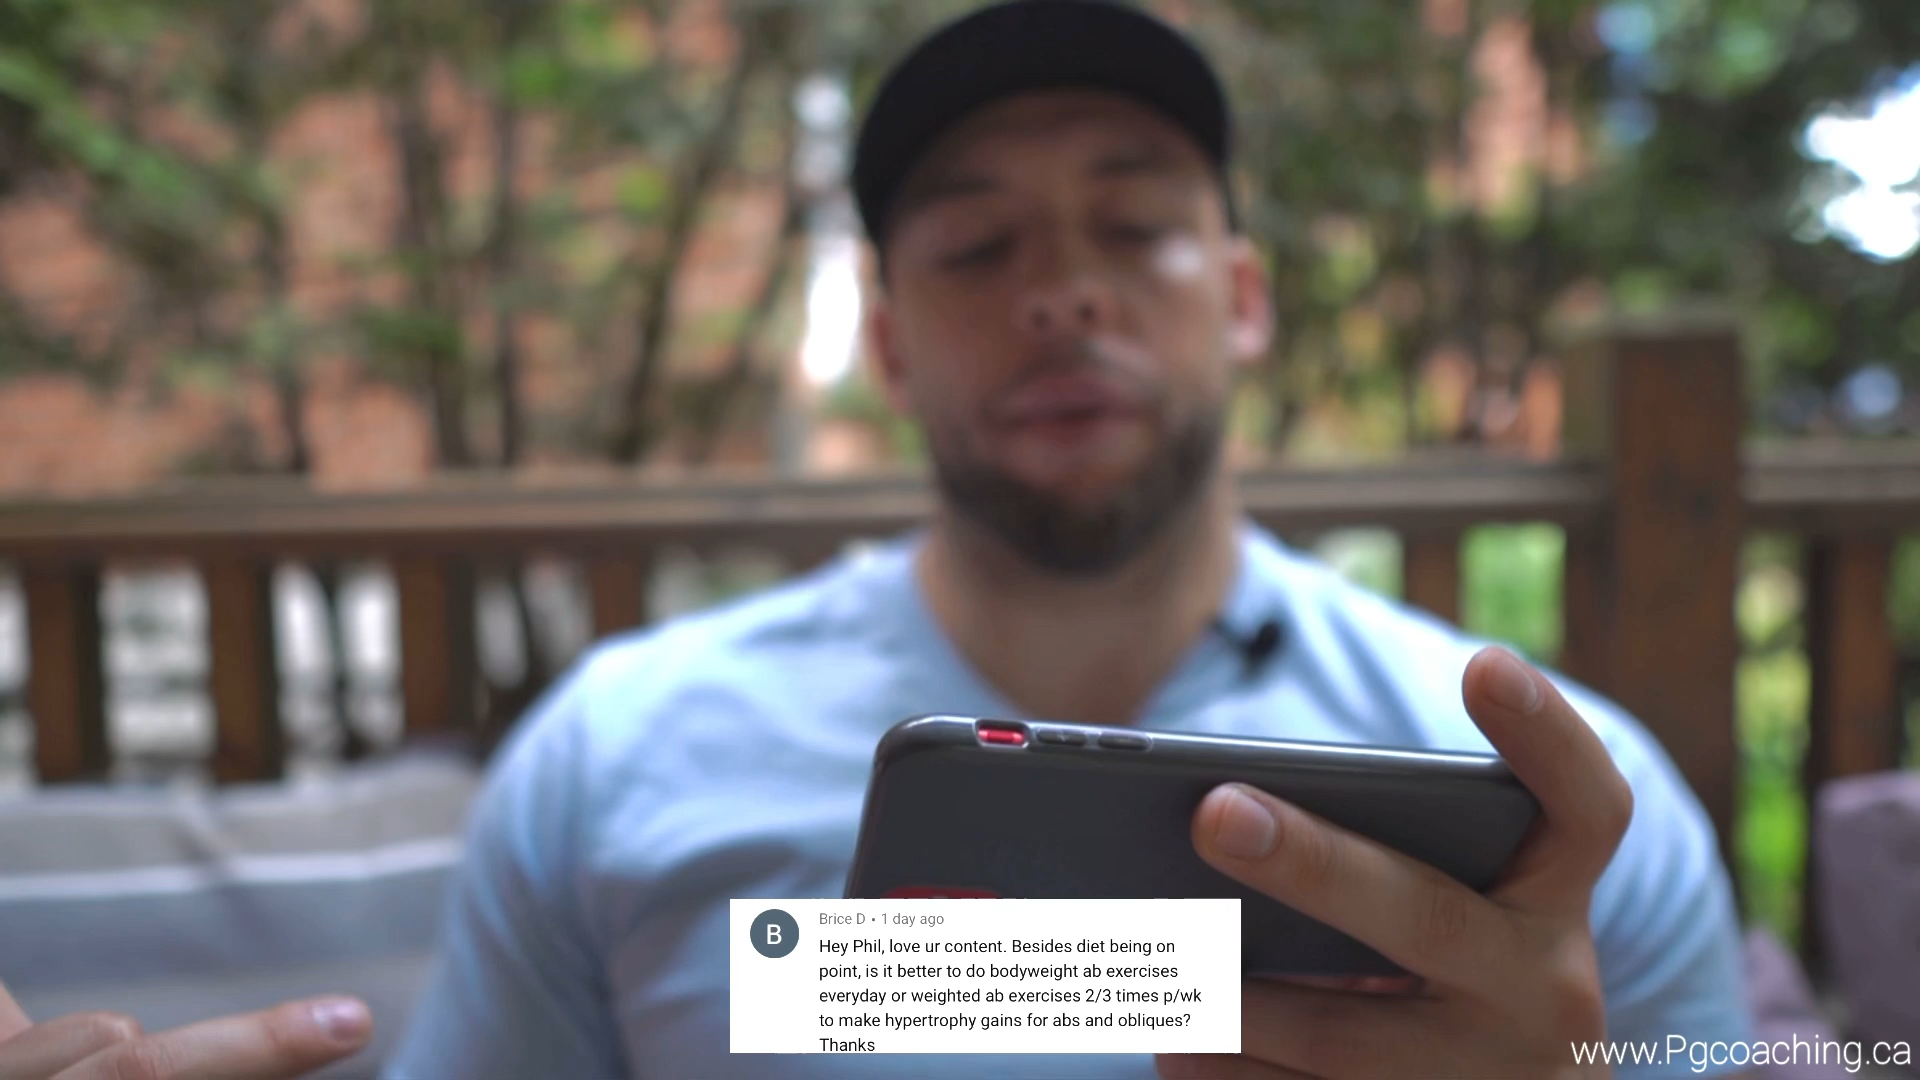 B
Brice D • 1 day ago
Hey Phil, love ur content. Besides diet being on
point, is it better to do bodyweight ab exercises
everyday or weighted ab exercises 2/3 times p/wk
to make hypertrophy gains for abs and obliques?
Thanks
www.Pgcoaching.ca